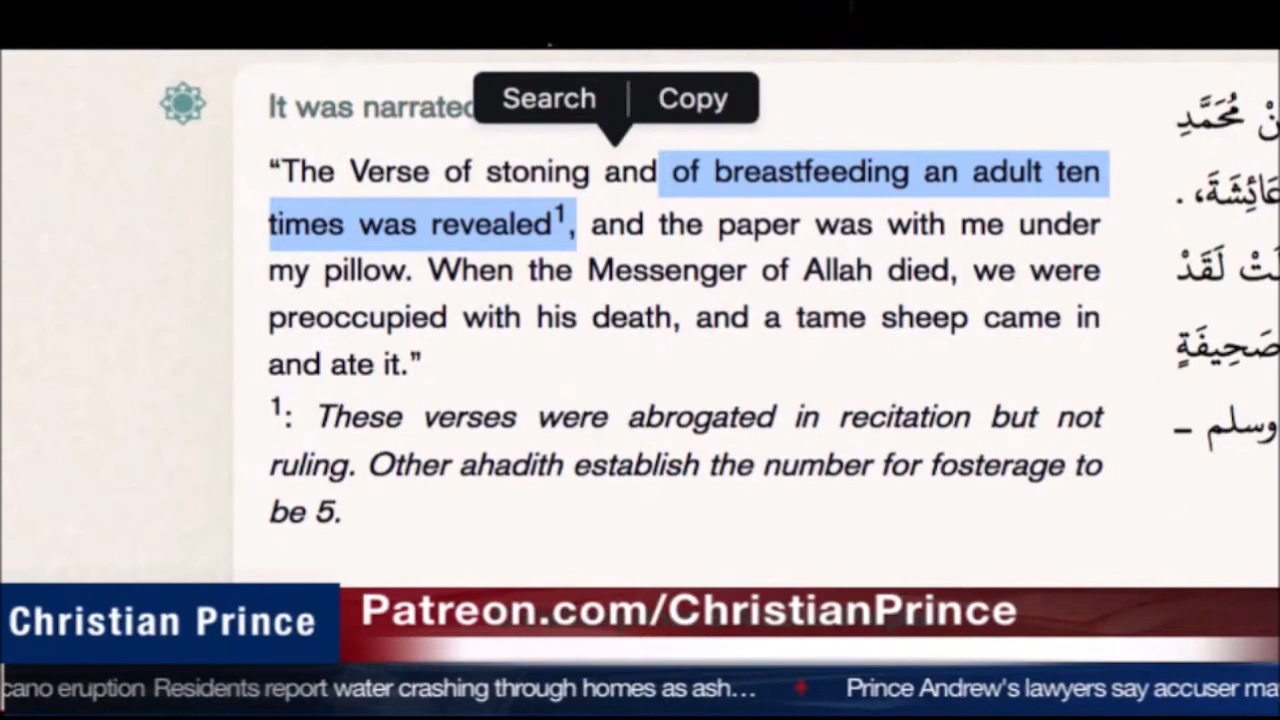 Search
Copy
It was narrated
“The Verse of stoning and of breastfeeding an adult ten
times was revealed1, and the paper was with me under
my pillow. When the Messenger of Allah died, we were
preoccupied with his death, and a tame sheep came in
and ate it.”
1: These verses were abrogated in recitation but not
ruling. Other ahadith establish the number for fosterage to
be 5.
مُحَمَّدِ
عَائِشَةَ، .
لَقَدْ
صَحِيفَةٍ
وسلم –
Christian Prince
Patreon.com/ChristianPrince
cano eruption Residents report water crashing through homes as ash…
Prince Andrew's lawyers say accuser ma